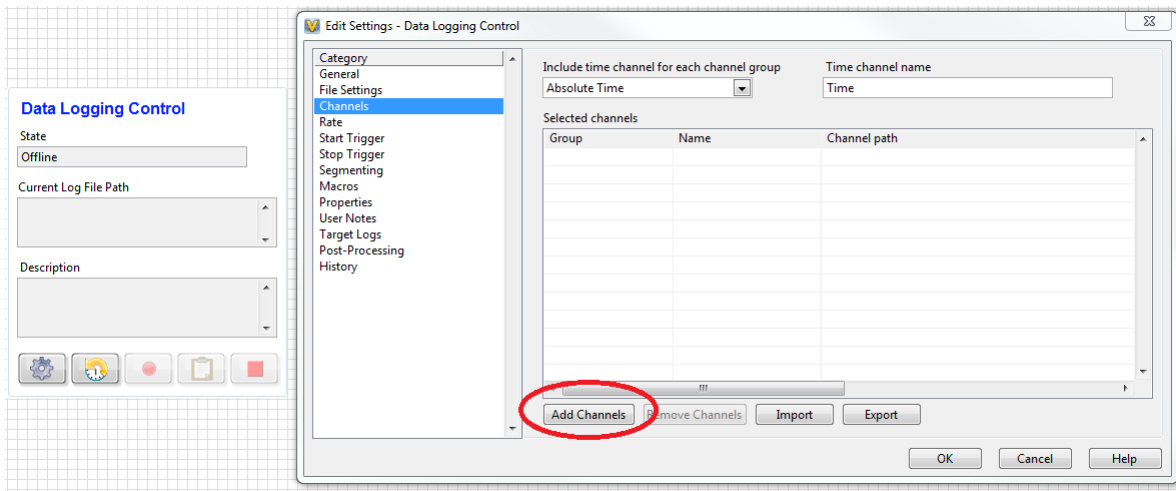 Data Logging Control
State
Offline
Current Log File Path
Description
Edit Settings - Data Logging Control
Category
General
File Settings
Channels
Rate
Start Trigger
Stop Trigger
Segmenting
Macros
Properties
User Notes
Target Logs
Post-Processing
History
Include time channel for each channel group
Time channel name
Absolute Time
Time
Selected channels
Group Name Channel path
Add Channels Remove Channels Import Export
OK Cancel Help